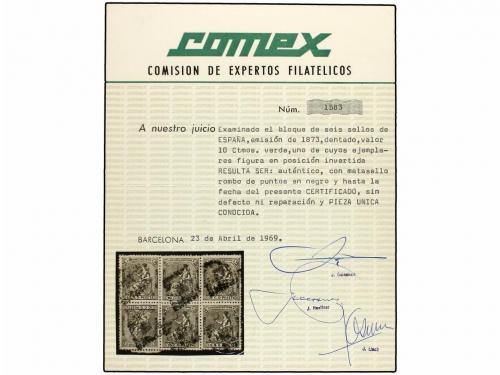 comex
COMISION DE EXPERTOS FILATELICOS
Núm. 1583
A nuestro juicio Examinado el bloque de seis sellos de
ESPAÑA,emisión de 1873,dentado,valor
10 Ctmos. verde,uno de cuyos ejempla-
res figura en posición invertida
RESULTA SER: auténtico, con matasello
rombo de puntos en negro y hasta la
fecha del presente CERTIFICADO, sin
defecto ni reparación y PIEZA UNICA
CONOCIDA.
BARCELONA 23 de Abril de 1969.